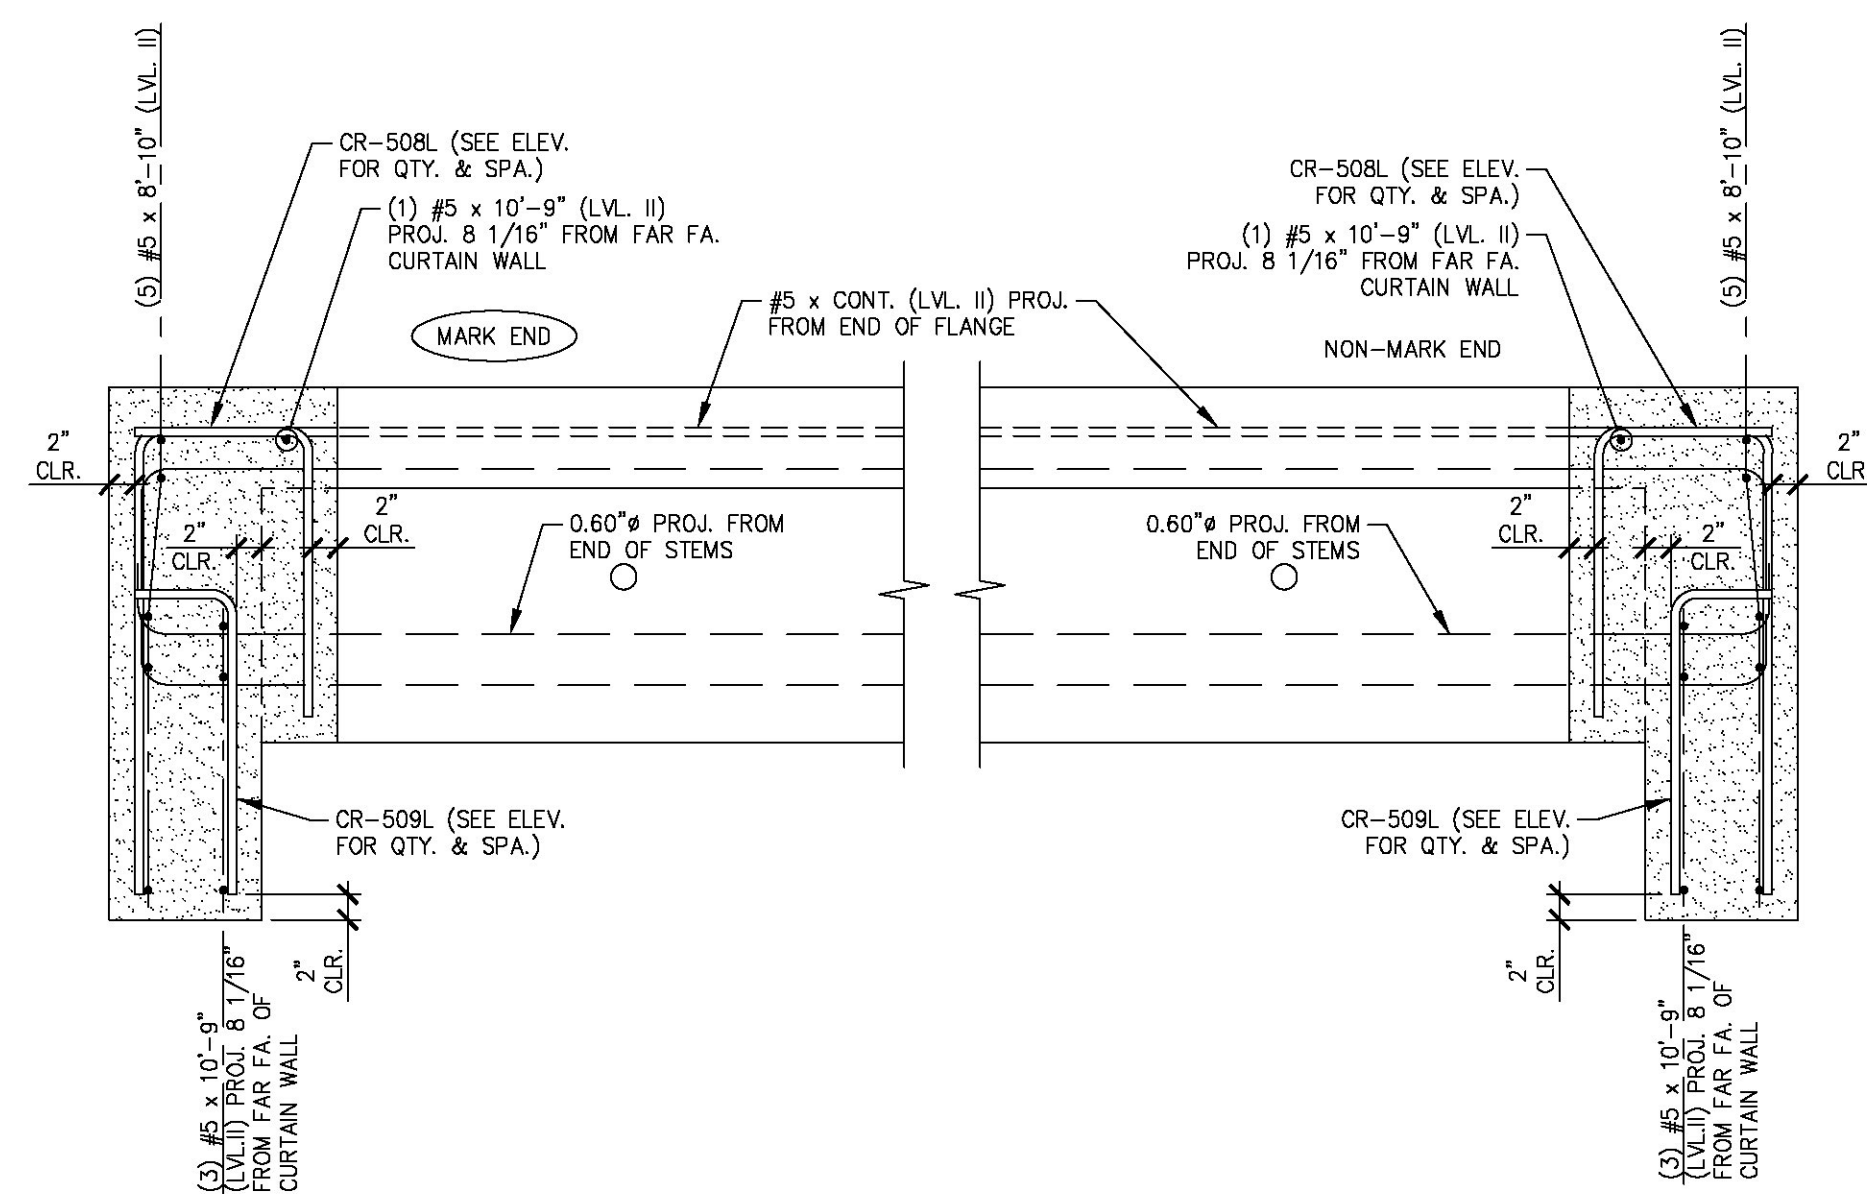 (5) #5 x 8'-10" (LVL. II)
CR-508L (SEE ELEV.
FOR QTY. & SPA.)
(1) #5 x 10'-9" (LVL. II)
PROJ. 8 1/16" FROM FAR FA.
CURTAIN WALL
MARK END
#5 x CONT. (LVL. II) PROJ.
FROM END OF FLANGE
CR-508L (SEE ELEV.
FOR QTY. & SPA.)
(1) #5 x 10'-9" (LVL. II)
PROJ. 8 1/16" FROM FAR FA.
CURTAIN WALL
NON-MARK END
(5) #5 x 8'-10" (LVL. II)
2"
CLR.
2"
CLR.
2"
CLR.
0.60"ø PROJ. FROM
END OF STEMS
0.60"ø PROJ. FROM
END OF STEMS
2"
CLR.
2"
CLR.
2"
CLR
CR-509L (SEE ELEV.
FOR QTY. & SPA.)
CR-509L (SEE ELEV.
FOR QTY. & SPA.)
2"
CLR.
2"
CLR.
(3) #5 x 10'-9"
(LVL.II) PROJ. 8 1/16"
FROM FAR FA. OF
CURTAIN WALL
(3) #5 x 10'-9"
(LVL.II) PROJ. 8 1/16"
FROM FAR FA. OF
CURTAIN WALL